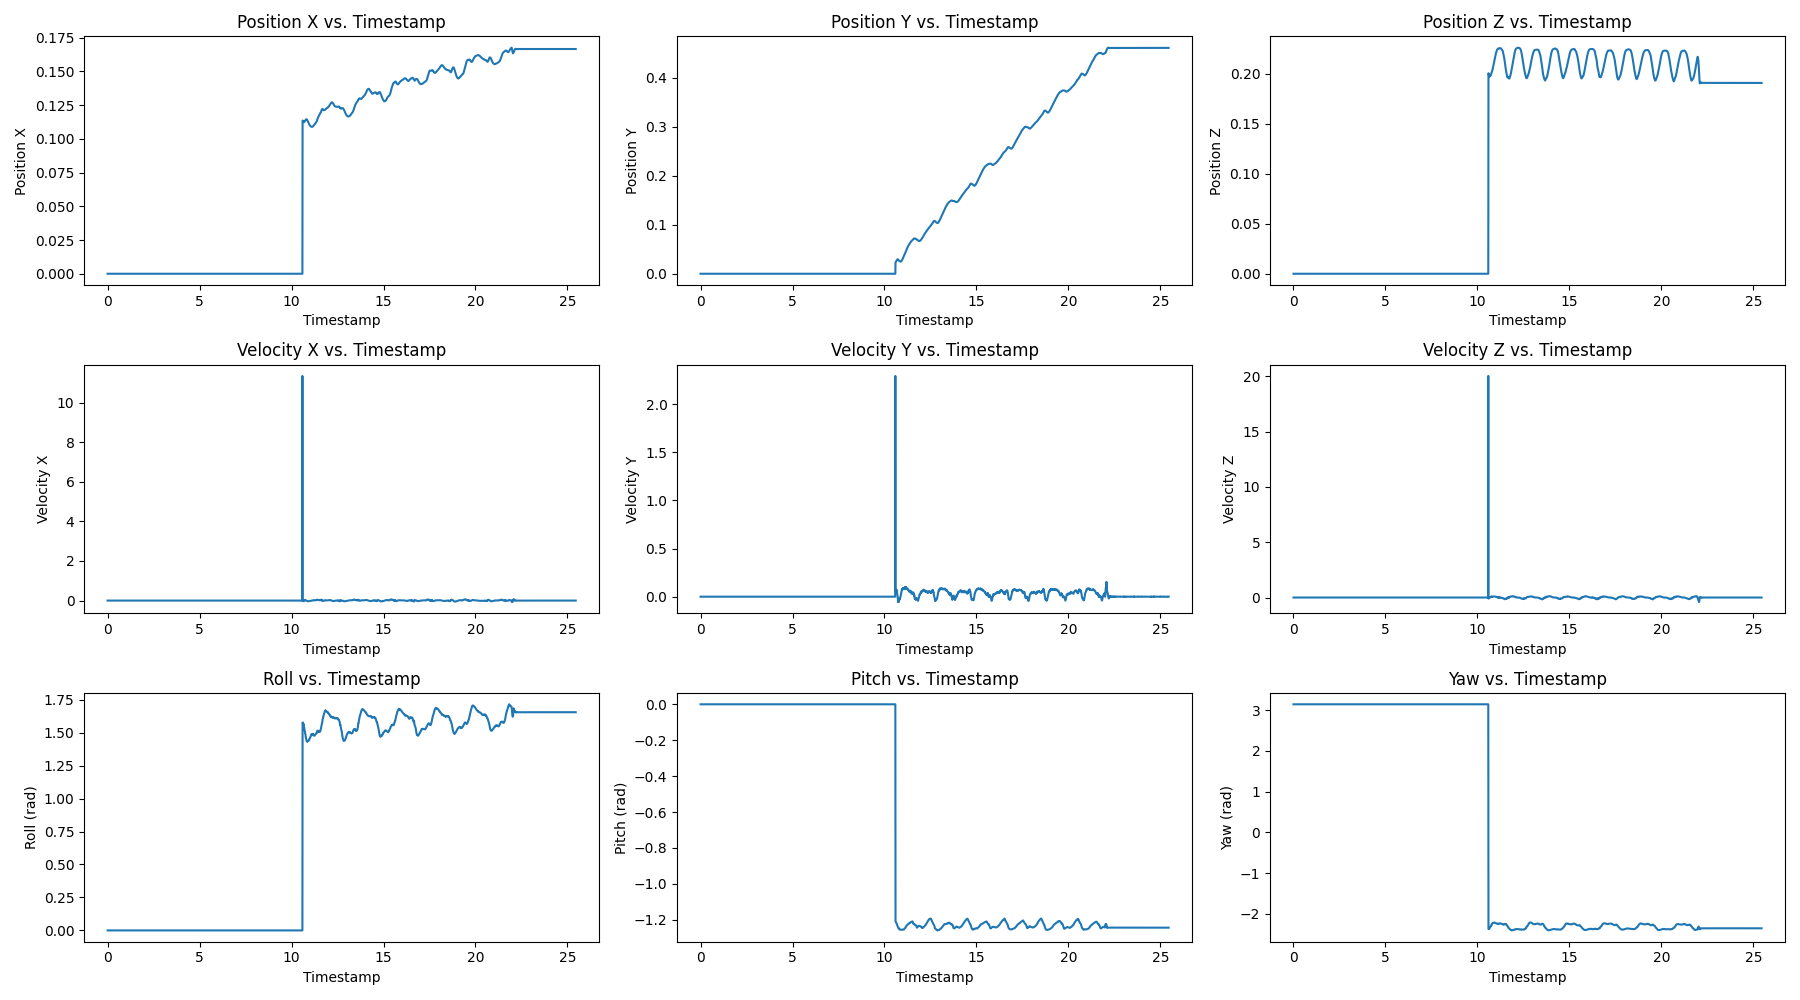 Position X vs. Timestamp
Position X
0.175
0.150
0.125
0.100
0.075
0.050
0.025
0.000
0 5 10 15 20 25
Timestamp
Position Y vs. Timestamp
Position Y
0.4
0.3
0.2
0.1
0.0
0 5 10 15 20 25
Timestamp
Position Z vs. Timestamp
Position Z
0.20
0.15
0.10
0.05
0.00
0 5 10 15 20 25
Timestamp
Velocity X vs. Timestamp
Velocity X
10
8
6
4
2
0
0 5 10 15 20 25
Timestamp
Velocity Y vs. Timestamp
Velocity Y
2.0
1.5
1.0
0.5
0.0
0 5 10 15 20 25
Timestamp
Velocity Z vs. Timestamp
Velocity Z
20
15
10
5
0
0 5 10 15 20 25
Timestamp
Roll vs. Timestamp
Roll (rad)
1.75
1.50
1.25
1.00
0.75
0.50
0.25
0.00
0 5 10 15 20 25
Timestamp
Pitch vs. Timestamp
Pitch (rad)
0.0
−0.2
−0.4
−0.6
−0.8
−1.0
−1.2
0 5 10 15 20 25
Timestamp
Yaw vs. Timestamp
Yaw (rad)
3
2
1
0
−1
−2
0 5 10 15 20 25
Timestamp